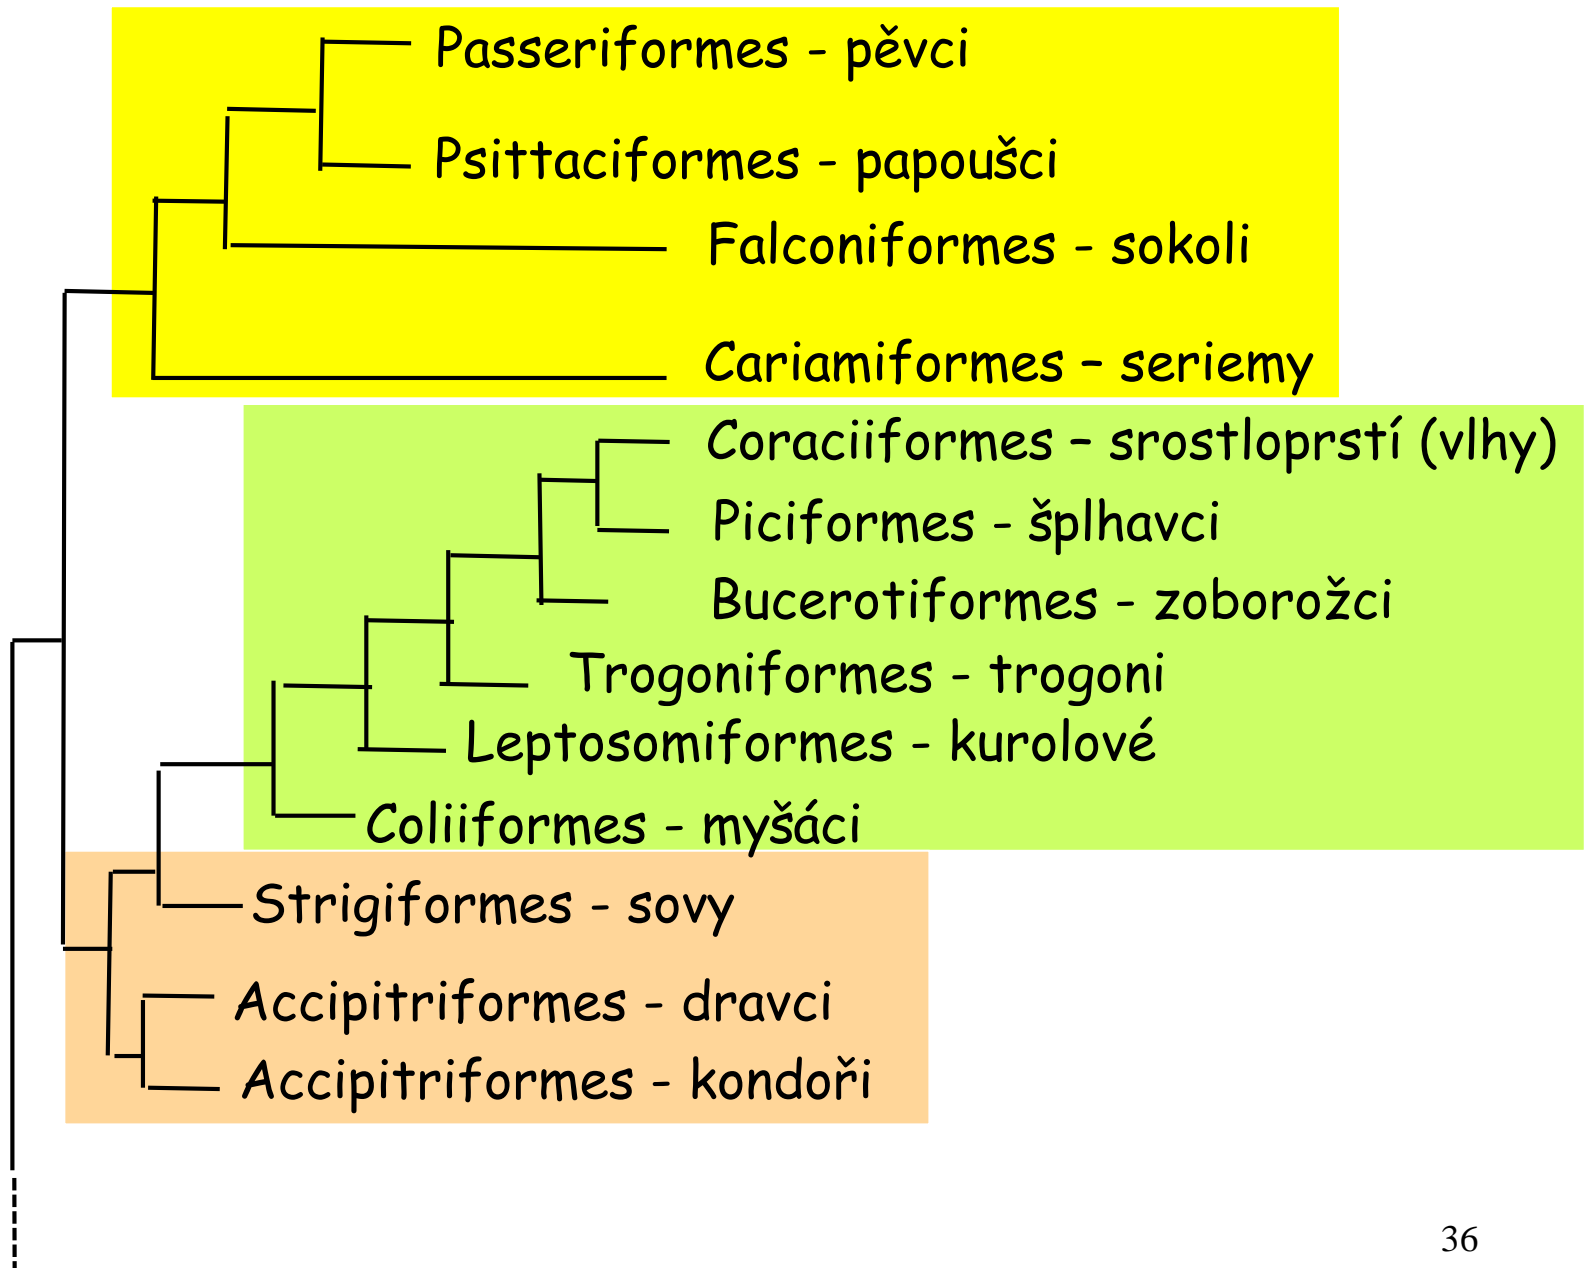 Passeriformes - pěvci
Psittaciformes - papoušci
Falconiformes - sokoli
Cariamiformes – seriemy
Coraciiformes – srostloprstí (vlhy)
Piciformes - šplhavci
Bucerotiformes - zoborožci
Trogoniformes - trogoni
Leptosomiformes - kurolové
Coliiformes - myšáci
Strigiformes - sovy
Accipitriformes - dravci
Accipitriformes - kondoři
36